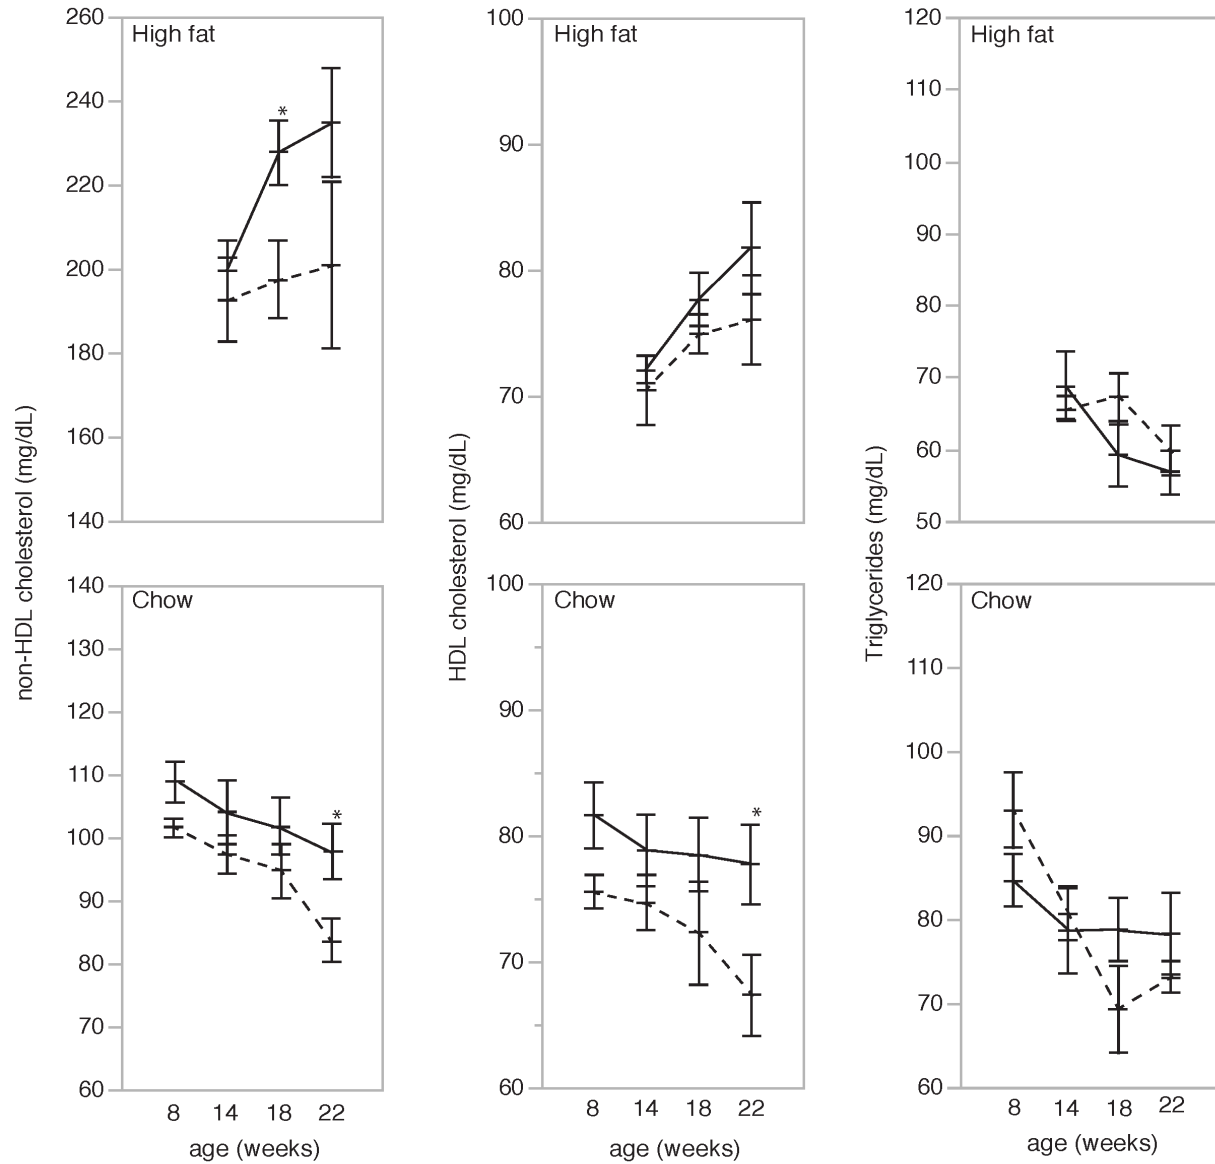 non-HDL cholesterol (mg/dL)
High fat
260
240
220
200
180
160
140
*
Chow
140
130
120
110
100
90
80
70
60
*
8 14 18 22
age (weeks)
HDL cholesterol (mg/dL)
High fat
100
90
80
70
60
Chow
100
90
80
70
60
*
8 14 18 22
age (weeks)
Triglycerides (mg/dL)
High fat
120
110
100
90
80
70
60
50
Chow
120
110
100
90
80
70
60
8 14 18 22
age (weeks)